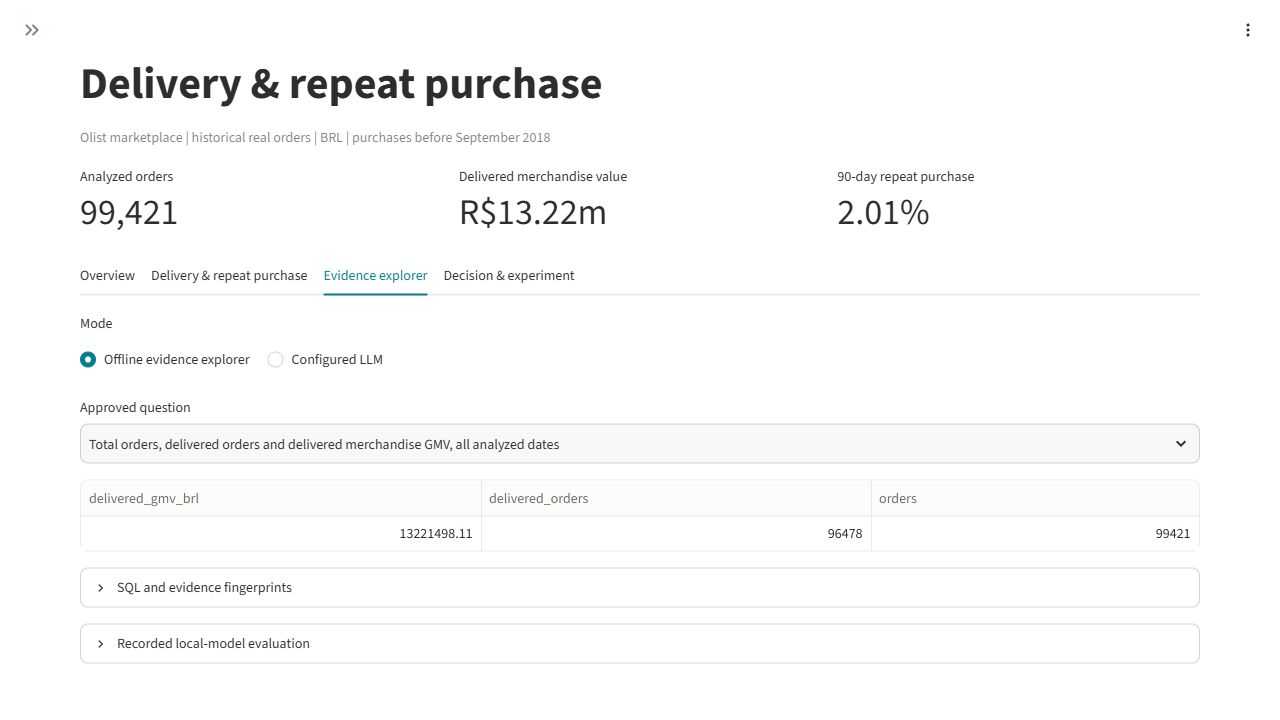 Delivery & repeat purchase
Olist marketplace | historical real orders | BRL | purchases before September 2018
Analyzed orders
99,421
Delivered merchandise value
R$13.22m
90-day repeat purchase
2.01%
Overview
Delivery & repeat purchase
Evidence explorer
Decision & experiment
Mode
Offline evidence explorer
Configured LLM
Approved question
Total orders, delivered orders and delivered merchandise GMV, all analyzed dates
delivered_gmv_brl
delivered_orders
orders
13221498.11
96478
99421
SQL and evidence fingerprints
Recorded local-model evaluation